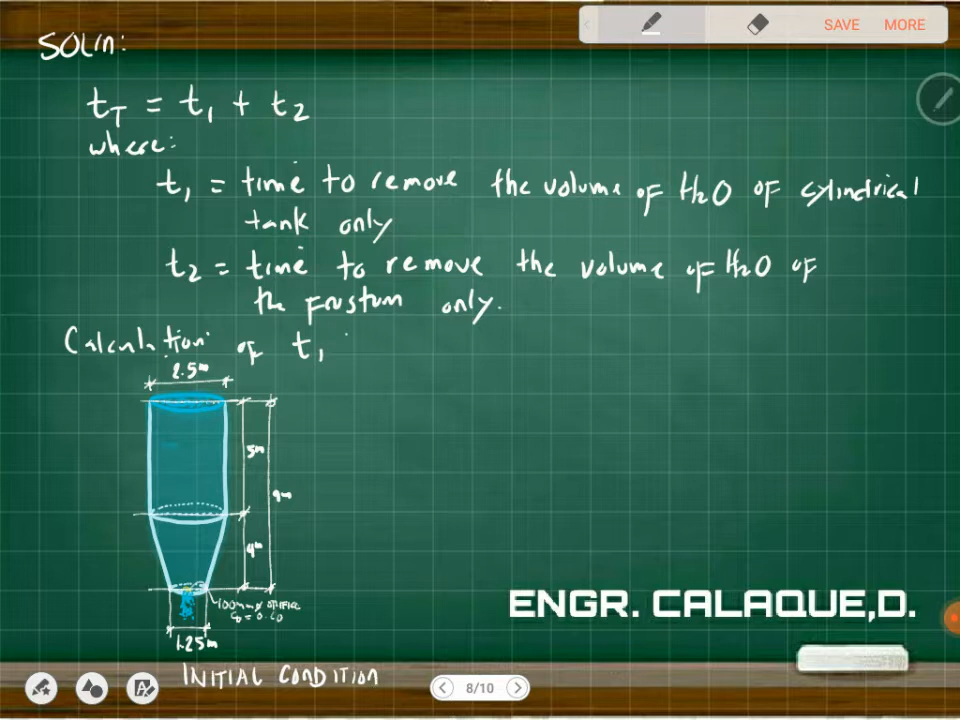 SAVE MORE
SOL'n:
tT = t1 + t2
where:
t1 = time to remove the volume of H2O of cylindrical
tank only
t2 = time to remove the volume of H2O of
the frustum only.
Calculation of t1
2.5m
5m
9m
4m
100mm ø orifice
CD = 0.60
1.25m
INITIAL CONDITION
ENGR. CALAQUE,D.
8/10